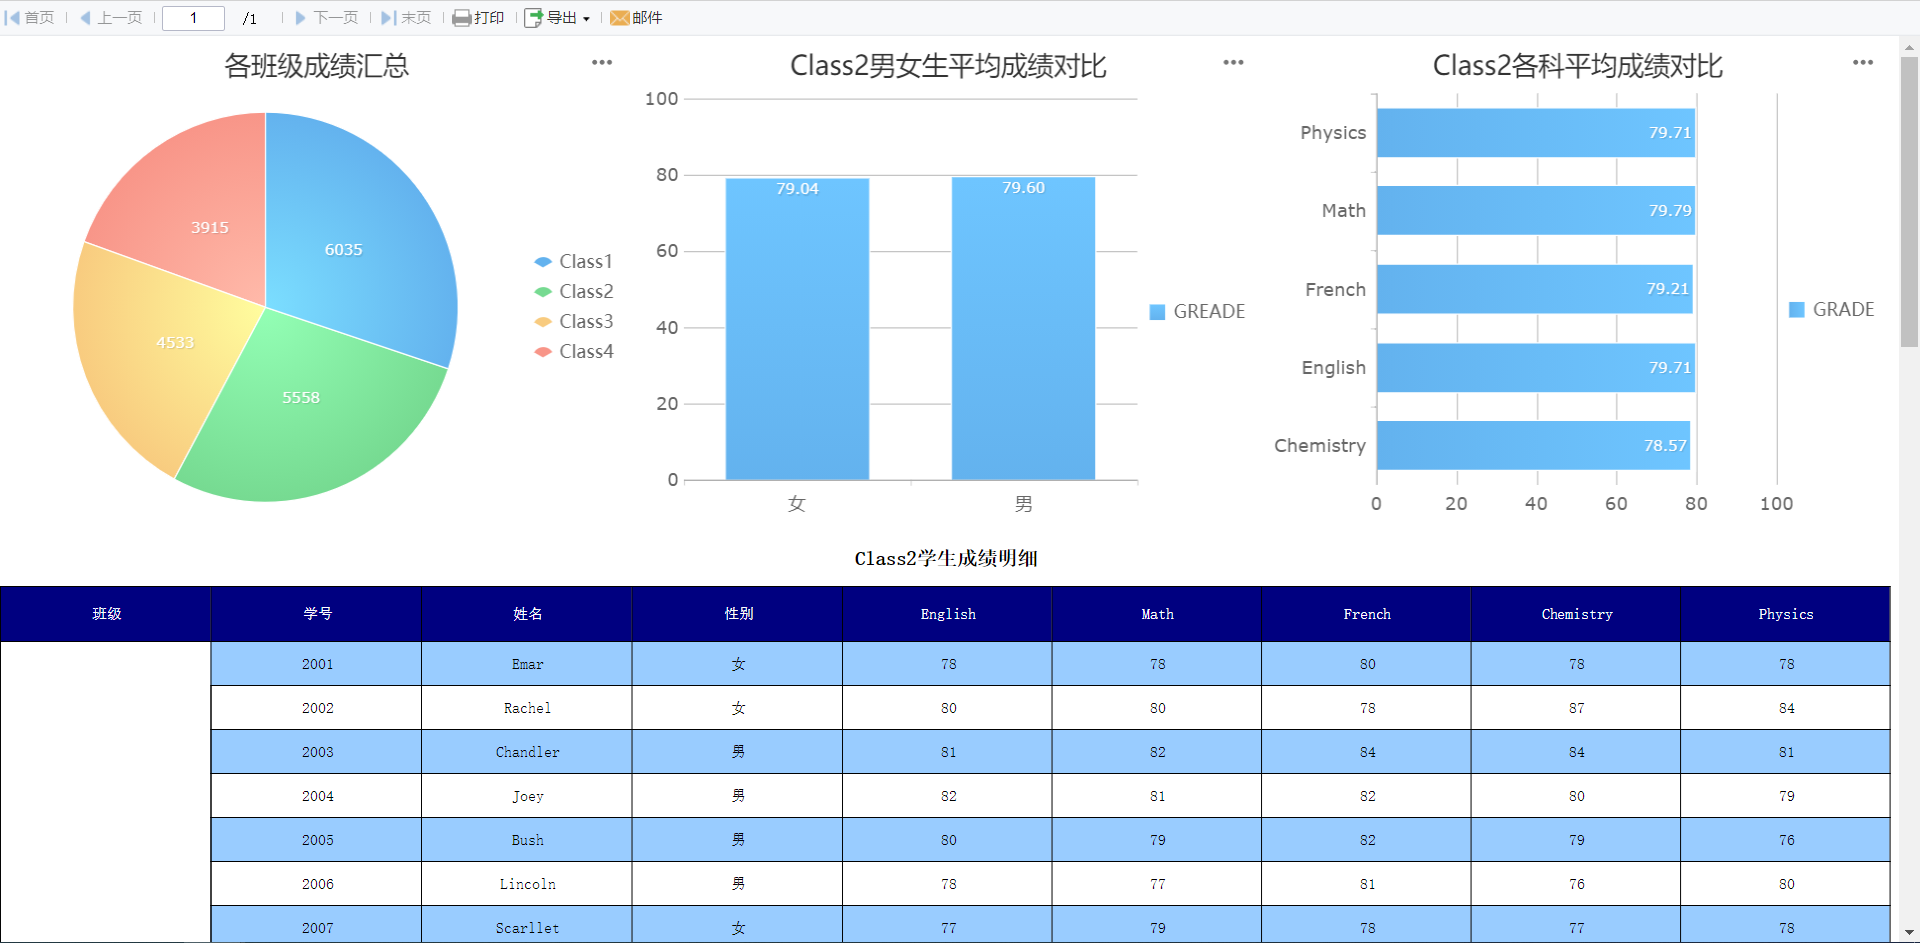 首页 上一页 1 /1 下一页 末页 打印 导出 邮件
各班级成绩汇总
3915
6035
4533
5558
Class1
Class2
Class3
Class4
Class2男女生平均成绩对比
100
80
60
40
20
0
79.04
79.60
女 男
GREADE
Class2各科平均成绩对比
Physics 79.71
Math 79.79
French 79.21
English 79.71
Chemistry 78.57
0 20 40 60 80 100
GRADE
Class2学生成绩明细
班级 学号 姓名 性别 English Math French Chemistry Physics
2001 Emar 女 78 78 80 78 78
2002 Rachel 女 80 80 78 87 84
2003 Chandler 男 81 82 84 84 81
2004 Joey 男 82 81 82 80 79
2005 Bush 男 80 79 82 79 76
2006 Lincoln 男 78 77 81 76 80
2007 Scarllet 女 77 79 78 77 78